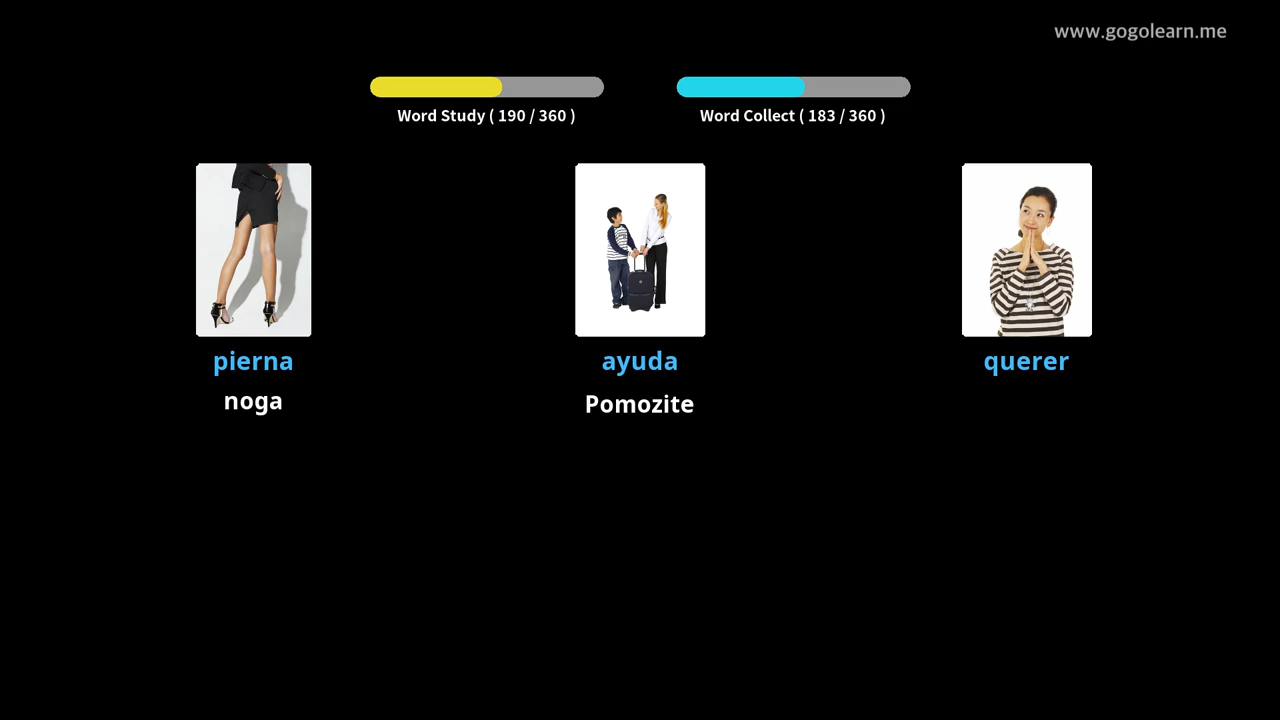 www.gogolearn.me
Word Study ( 190 / 360 )
Word Collect ( 183 / 360 )
pierna
ayuda
querer
noga
Pomozite